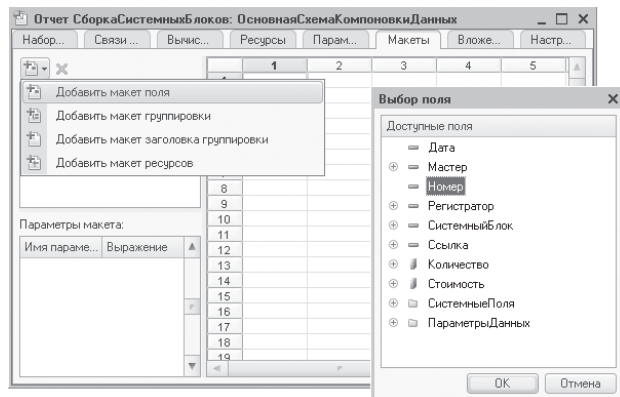 Отчет СборкаСистемныхБлоков: ОсновнаяСхемаКомпоновкиДанных
Набор... Связи ... Вычис... Ресурсы Парам... Макеты Вложе... Настр...
1 2 3 4 5
Добавить макет поля
Добавить макет группировки
Добавить макет заголовка группировки
Добавить макет ресурсов
8
9
10
11
12
13
14
15
16
17
18
19
Параметры макета:
Имя параме... Выражение
Выбор поля
Доступные поля
Дата
Мастер
Номер
Регистратор
СистемныйБлок
Ссылка
Количество
Стоимость
СистемныеПоля
ПараметрыДанных
OK Отмена